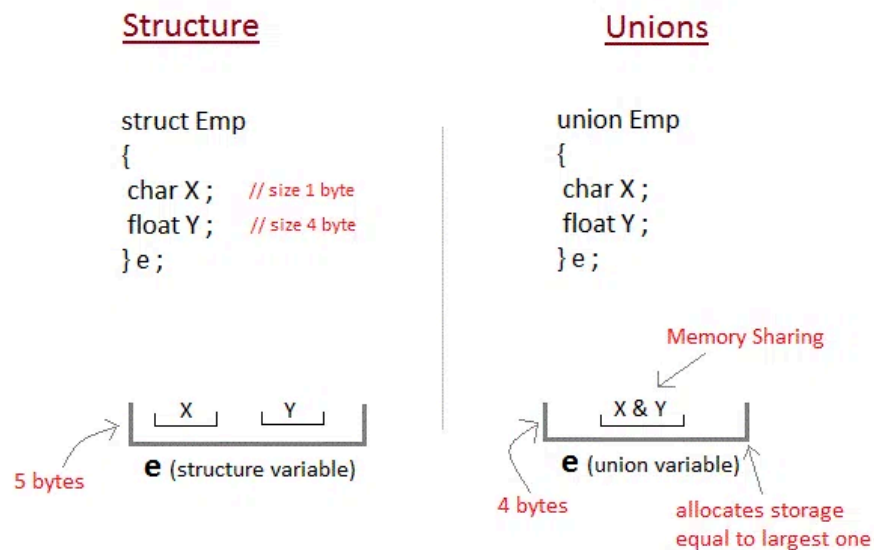 Structure
struct Emp
{
char X ; // size 1 byte
float Y ; // size 4 byte
} e ;
X Y
5 bytes
e (structure variable)
Unions
union Emp
{
char X ;
float Y ;
} e ;
Memory Sharing
X & Y
e (union variable)
4 bytes
allocates storage
equal to largest one